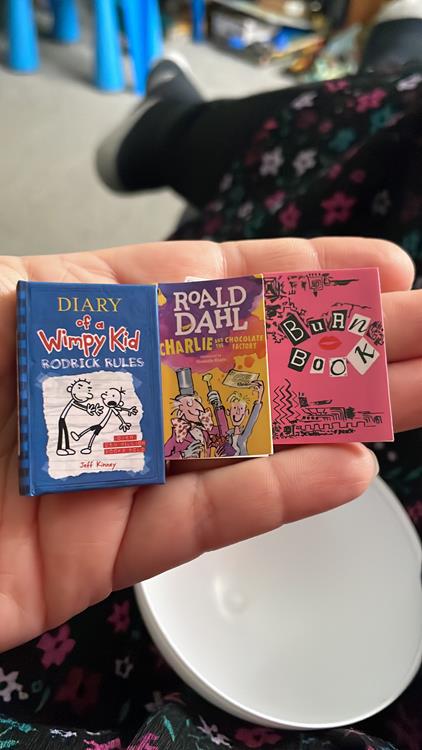 DIARY
of a
Wimpy Kid
RODRICK RULES
Jeff Kinney
ROALD
DAHL
CHARLIE AND THE CHOCOLATE
FACTORY
BURN
BOOK